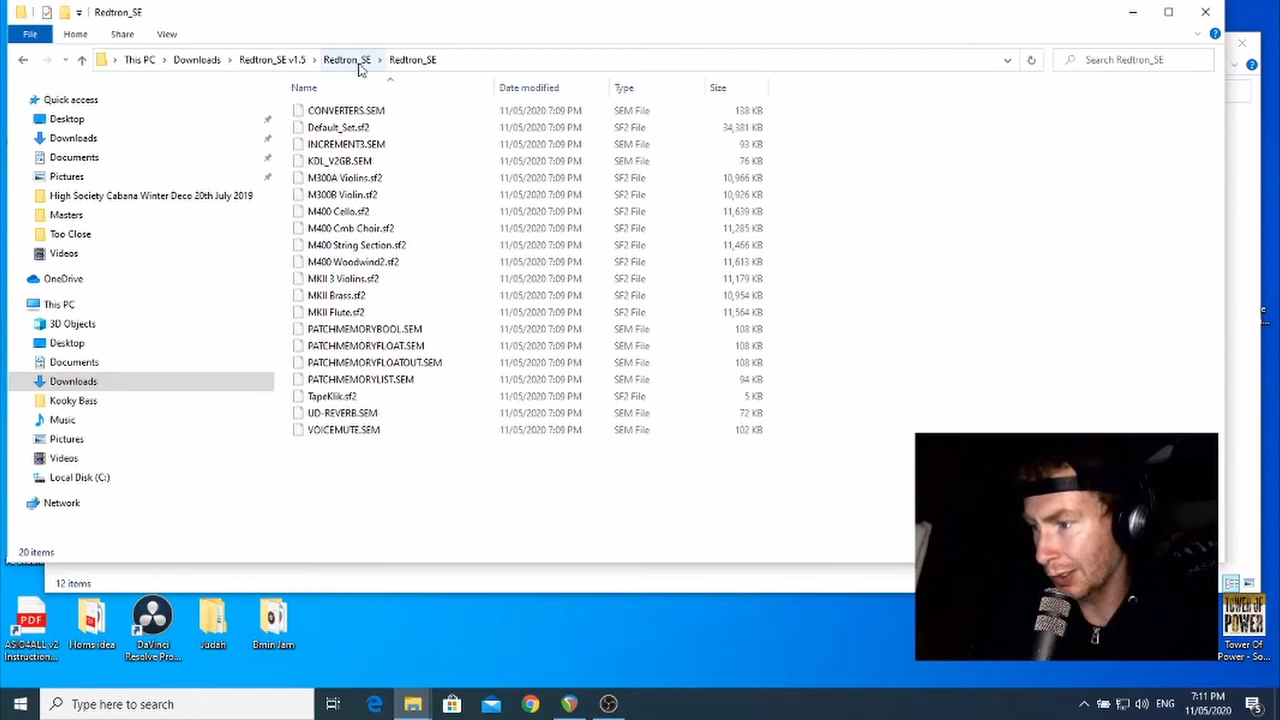 Redtron_SE
File Home Share View
This PC Downloads Redtron_SE v1.5 Redtron_SE Redtron_SE
Search Redtron_SE
Name Date modified Type Size
Quick access
Desktop
Downloads
Documents
Pictures
High Society Cabana Winter Deco 20th July 2019
Masters
Too Close
Videos
OneDrive
This PC
3D Objects
Desktop
Documents
Downloads
Kooky Bass
Music
Pictures
Videos
Local Disk (C:)
Network
CONVERTERS.SEM 11/05/2020 7:09 PM SEM File 138 KB
Default_Set.sf2 11/05/2020 7:09 PM SF2 File 34,381 KB
INCREMENT3.SEM 11/05/2020 7:09 PM SEM File 93 KB
KDL_V2GB.SEM 11/05/2020 7:09 PM SEM File 76 KB
M300A Violins.sf2 11/05/2020 7:09 PM SF2 File 10,966 KB
M300B Violin.sf2 11/05/2020 7:09 PM SF2 File 10,926 KB
M400 Cello.sf2 11/05/2020 7:09 PM SF2 File 11,639 KB
M400 Cmb Choir.sf2 11/05/2020 7:09 PM SF2 File 11,285 KB
M400 String Section.sf2 11/05/2020 7:09 PM SF2 File 11,466 KB
M400 Woodwind2.sf2 11/05/2020 7:09 PM SF2 File 11,613 KB
MKII 3 Violins.sf2 11/05/2020 7:09 PM SF2 File 11,179 KB
MKII Brass.sf2 11/05/2020 7:09 PM SF2 File 10,954 KB
MKII Flute.sf2 11/05/2020 7:09 PM SF2 File 11,564 KB
PATCHMEMORYBOOL.SEM 11/05/2020 7:09 PM SEM File 108 KB
PATCHMEMORYFLOAT.SEM 11/05/2020 7:09 PM SEM File 108 KB
PATCHMEMORYFLOATOUT.SEM 11/05/2020 7:09 PM SEM File 108 KB
PATCHMEMORYLIST.SEM 11/05/2020 7:09 PM SEM File 94 KB
TapeKlik.sf2 11/05/2020 7:09 PM SF2 File 5 KB
UD-REVERB.SEM 11/05/2020 7:09 PM SEM File 72 KB
VOICEMUTE.SEM 11/05/2020 7:09 PM SEM File 102 KB
20 items
12 items
PDF
ASIO4ALL v2
Instruction...
Horns idea
DaVinci
Resolve Pro...
Judah
Bmin Jam
TOWER OF
POWER
Tower Of
Power - So...
Type here to search
ENG
7:11 PM
11/05/2020